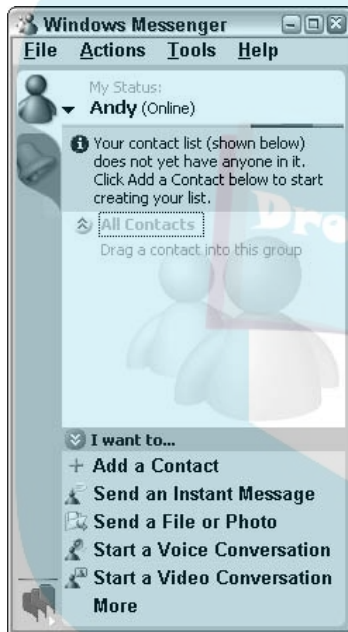 Windows Messenger
File Actions Tools Help
My Status:
Andy (Online)
Your contact list (shown below)
does not yet have anyone in it.
Click Add a Contact below to start
creating your list.
All Contacts
Drag a contact into this group
Dro
I want to...
Add a Contact
Send an Instant Message
Send a File or Photo
Start a Voice Conversation
Start a Video Conversation
More